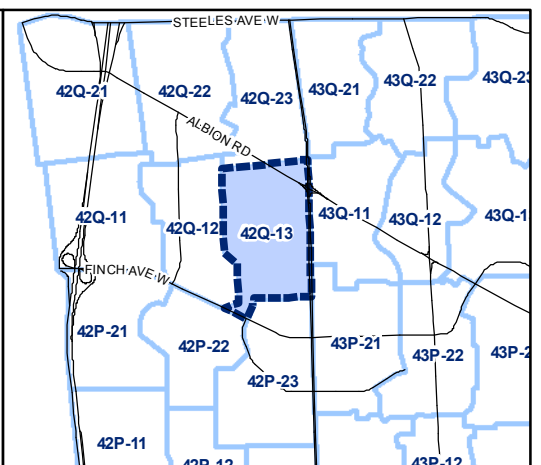 STEELES AVE W
42Q-21
42Q-22
42Q-23
43Q-21
43Q-22
ALBION RD
42Q-11
42Q-12
42Q-13
43Q-11
43Q-12
FINCH AVE W
42P-21
42P-22
43P-21
43P-22
42P-23
42P-11